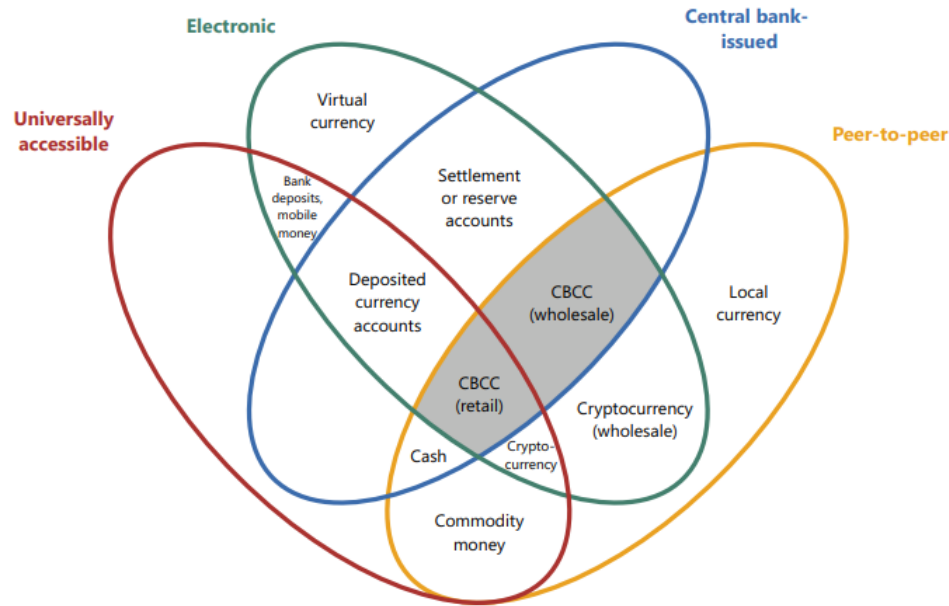 Electronic
Central bank-
issued
Universally
accessible
Peer-to-peer
Virtual
currency
Bank
deposits,
mobile
money
Settlement
or reserve
accounts
Deposited
currency
accounts
CBCC
(wholesale)
Local
currency
CBCC
(retail)
Cryptocurrency
(wholesale)
Cash
Crypto-
currency
Commodity
money